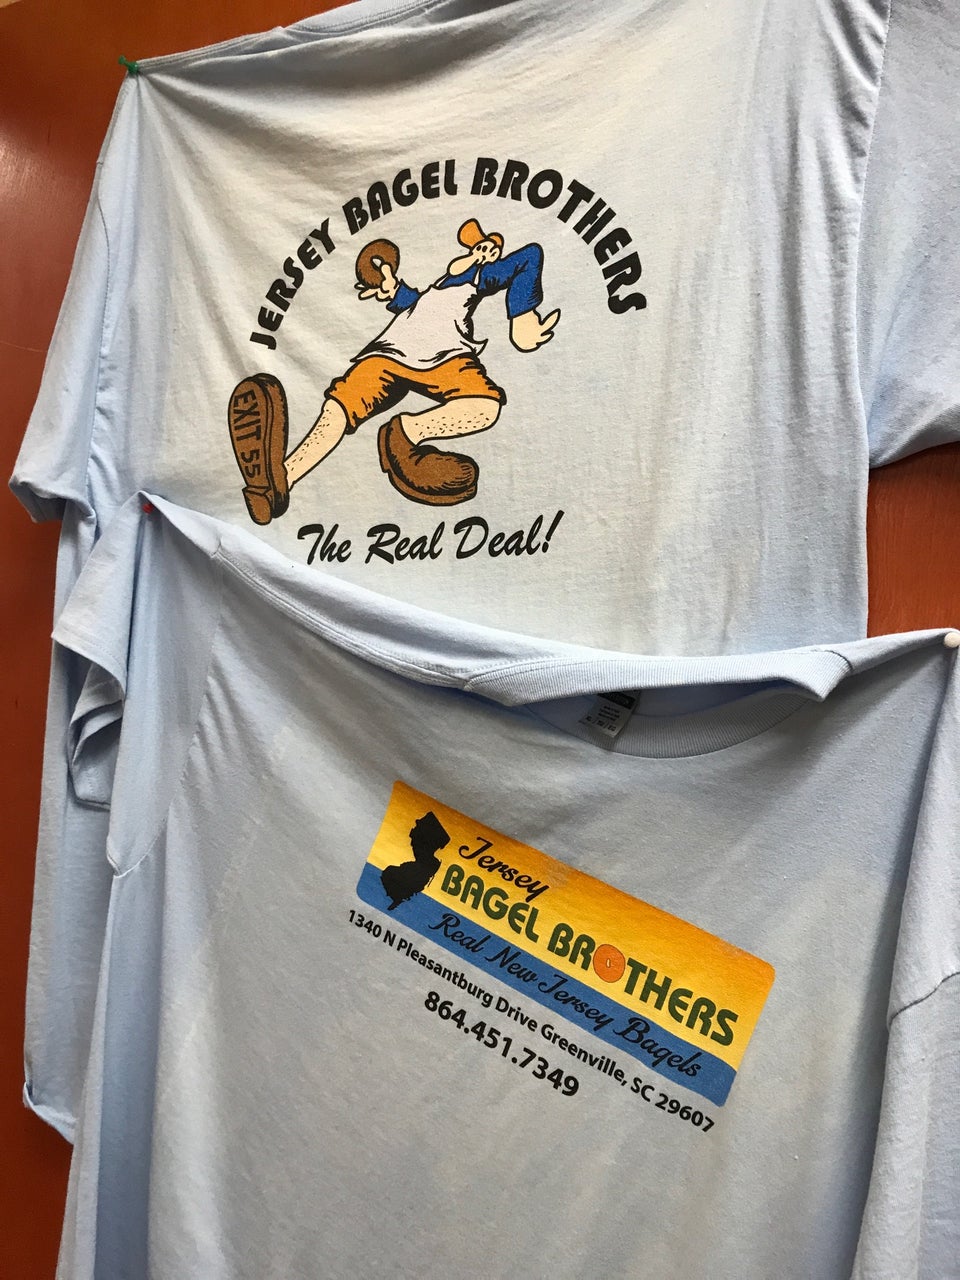 JERSEY BAGEL BROTHERS
EXIT 55
The Real Deal!
Jersey
BAGEL BROTHERS
Real New Jersey Bagels
1340 N Pleasantburg Drive Greenville, SC 29607
864.451.7349